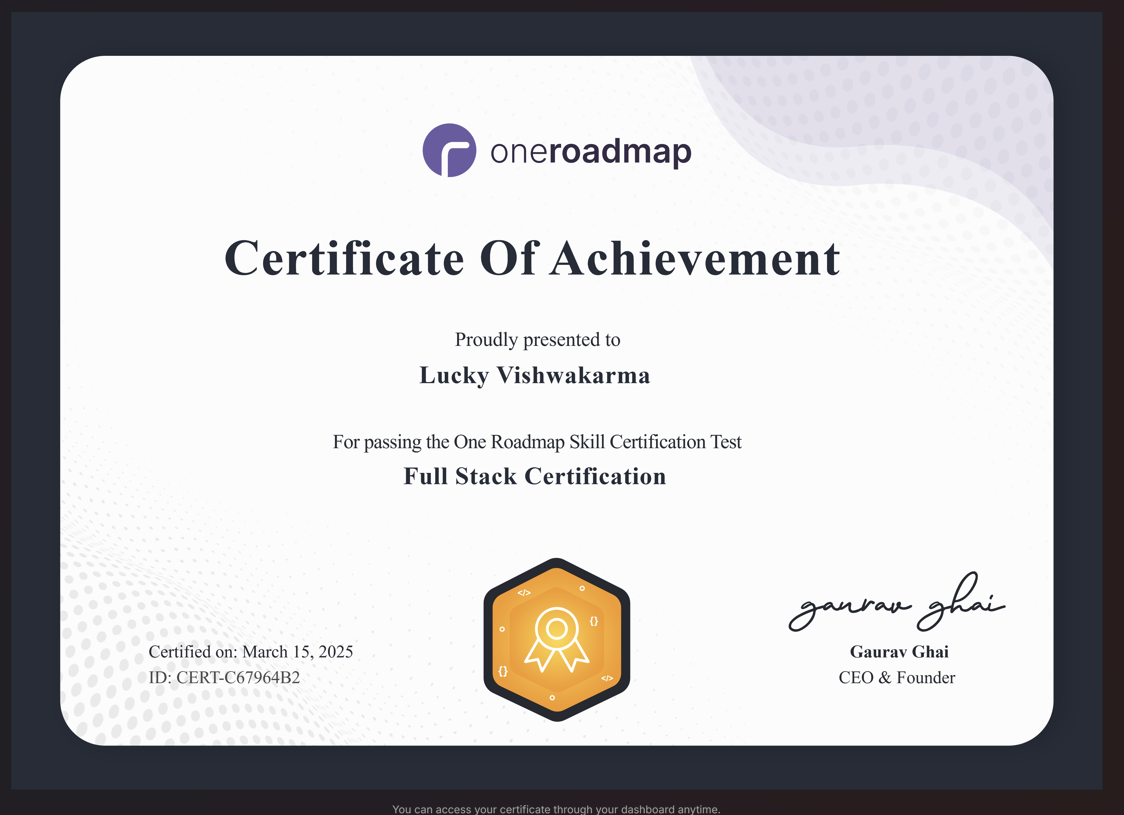 oneroadmap
Certificate Of Achievement
Proudly presented to
Lucky Vishwakarma
For passing the One Roadmap Skill Certification Test
Full Stack Certification
</>
{}
{}
</>
gaurav ghai
Certified on: March 15, 2025
ID: CERT-C67964B2
Gaurav Ghai
CEO & Founder
You can access your certificate through your dashboard anytime.